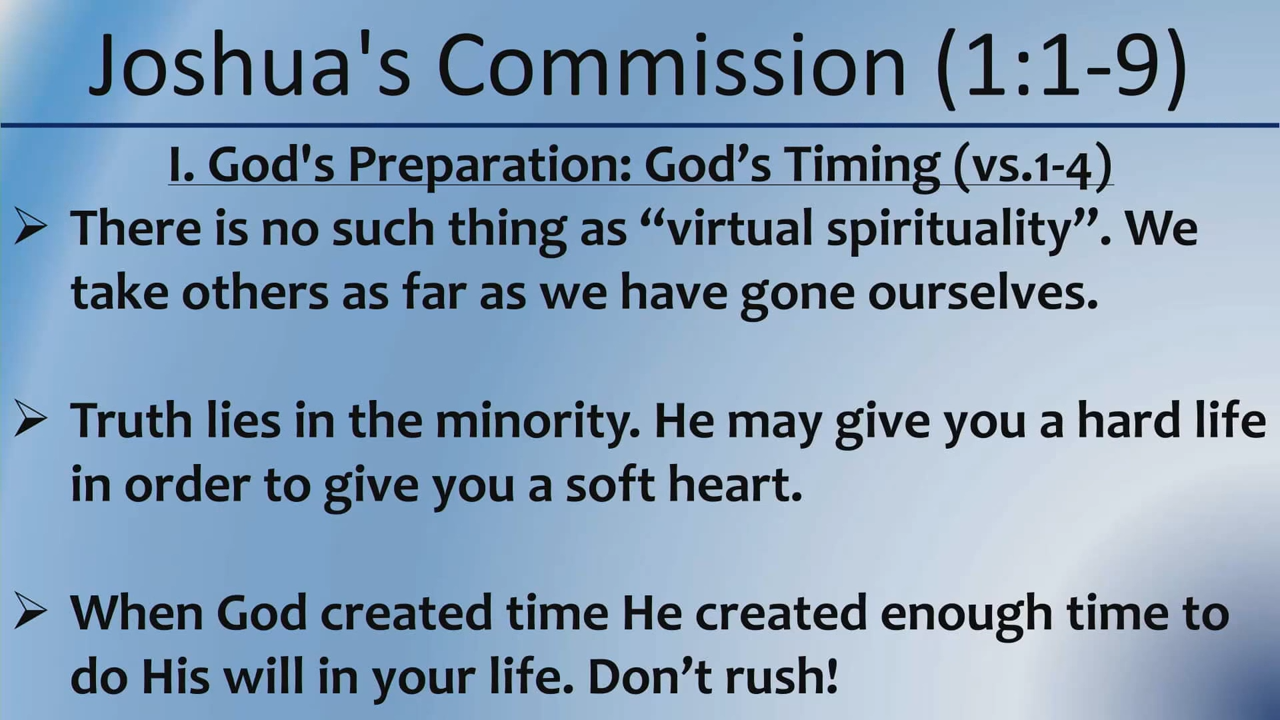 Joshua's Commission (1:1-9)
I. God's Preparation: God’s Timing (vs.1-4)
➢ There is no such thing as “virtual spirituality”. We
take others as far as we have gone ourselves.
➢ Truth lies in the minority. He may give you a hard life
in order to give you a soft heart.
➢ When God created time He created enough time to
do His will in your life. Don’t rush!